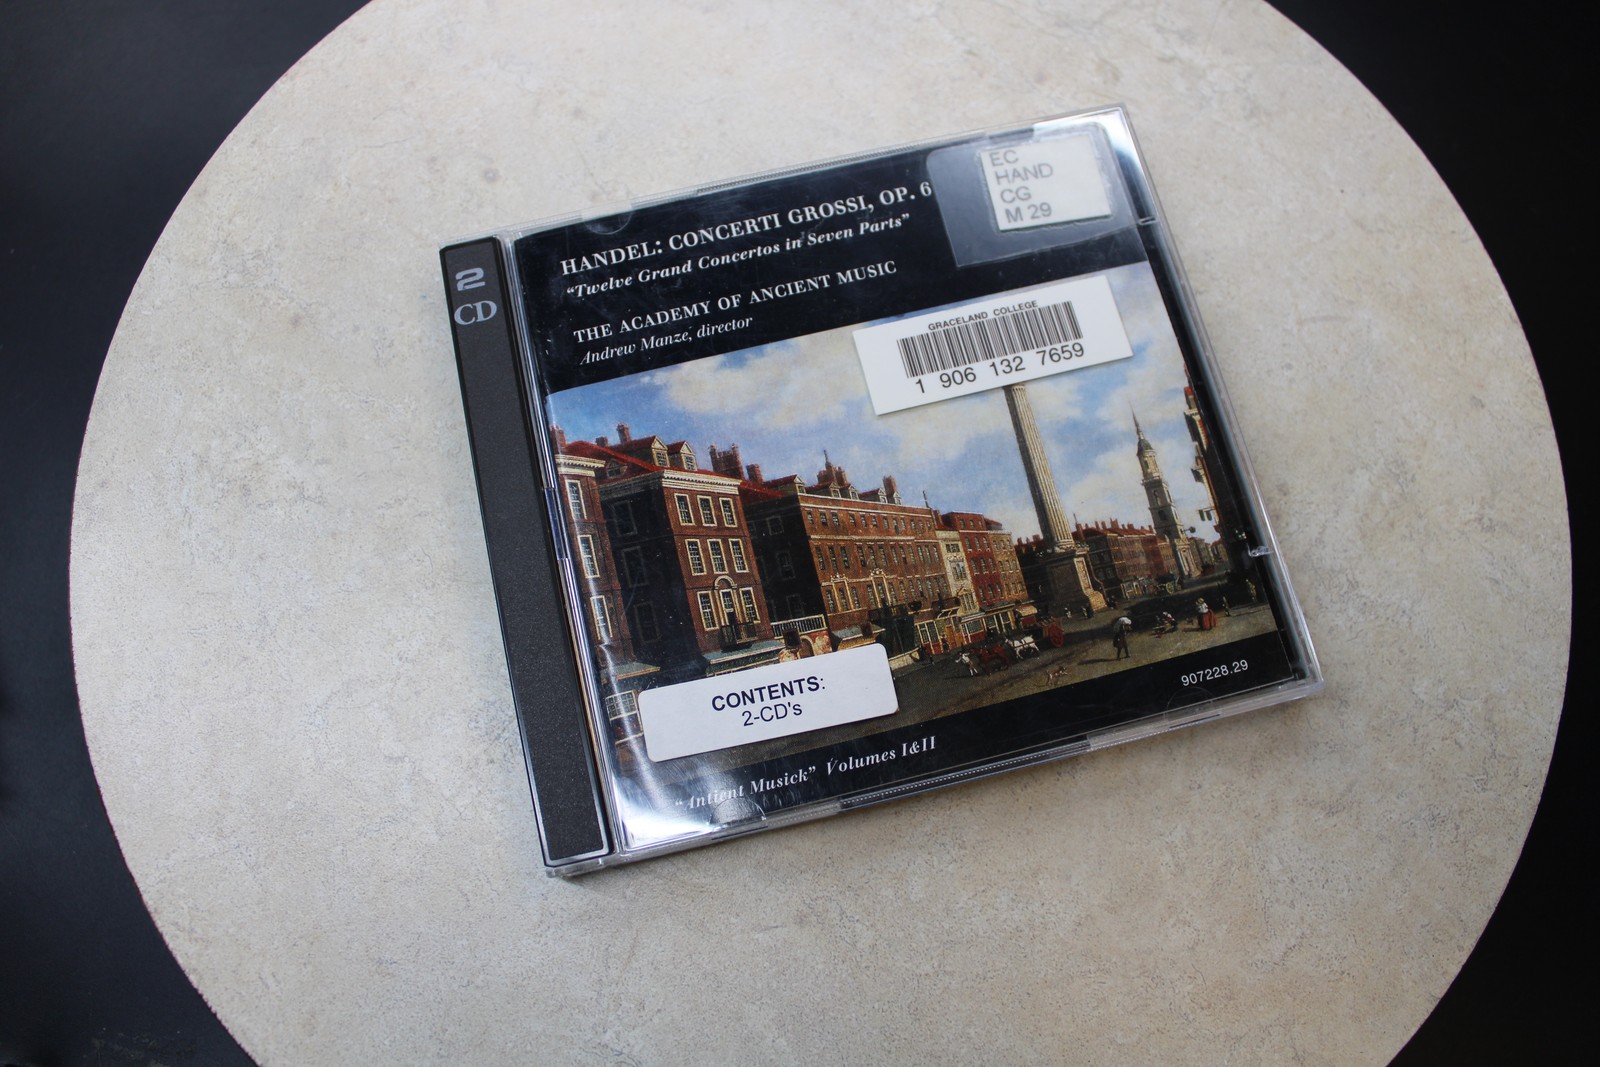 2
CD
HANDEL: CONCERTI GROSSI, OP. 6
“Twelve Grand Concertos in Seven Parts”
THE ACADEMY OF ANCIENT MUSIC
Andrew Manze, director
EC
HAND
CG
M 29
GRACELAND COLLEGE
1 906 132 7659
CONTENTS:
2-CD's
907228.29
“Antient Musick” Volumes I&II